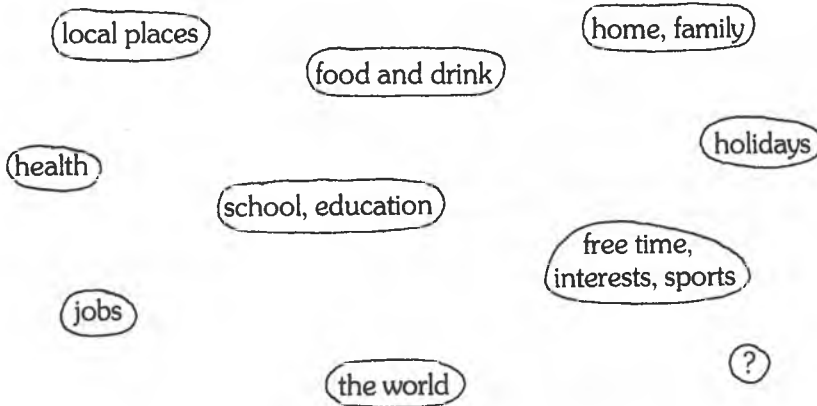 local places
home, family
food and drink
holidays
health
school, education
free time,
interests, sports
jobs
?
the world